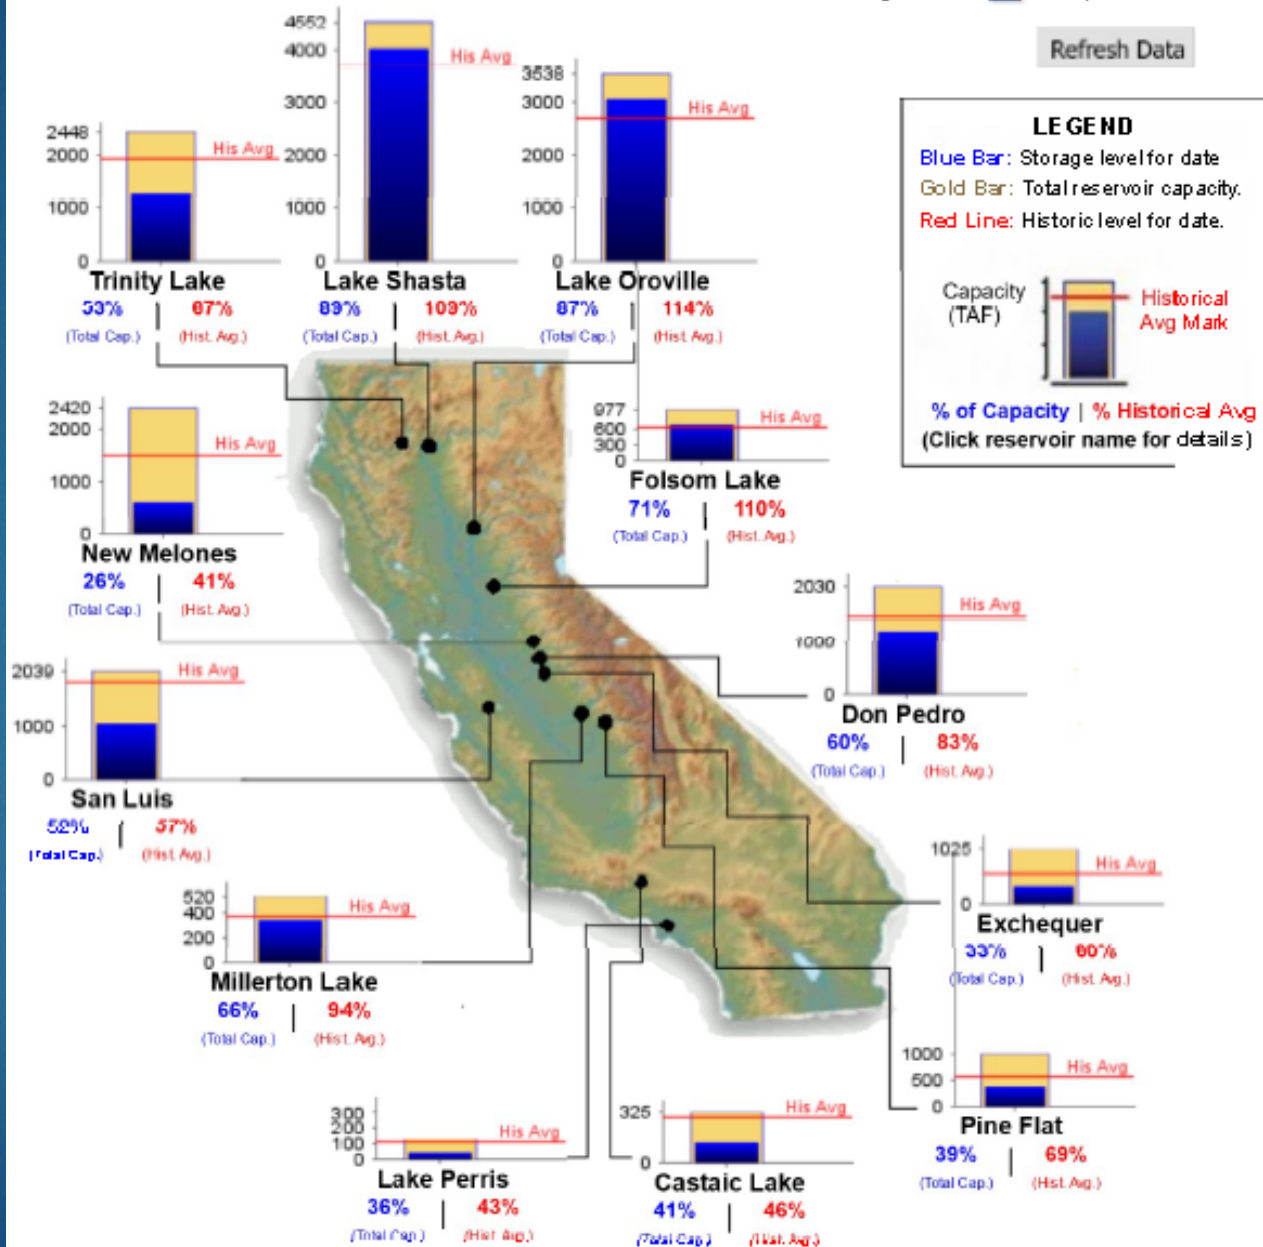 Refresh Data
LEGEND
Blue Bar: Storage level for date
Gold Bar: Total reservoir capacity.
Red Line: Historic level for date.
Capacity
(TAF)
Historical
Avg Mark
% of Capacity | % Historical Avg
(Click reservoir name for details)
2448
2000
1000
0
His Avg
Trinity Lake
53% 67%
(Total Cap.) (Hist. Avg.)
4552
4000
3000
2000
1000
0
His Avg
Lake Shasta
89% 109%
(Total Cap.) (Hist. Avg.)
3538
3000
2000
1000
0
His Avg
Lake Oroville
87% 114%
(Total Cap.) (Hist. Avg.)
2420
2000
1000
0
His Avg
New Melones
26% 41%
(Total Cap.) (Hist. Avg.)
977
600
300
0
His Avg
Folsom Lake
71% 110%
(Total Cap.) (Hist. Avg.)
2030
1000
0
His Avg
Don Pedro
60% 83%
(Total Cap.) (Hist. Avg.)
2039
1000
0
His Avg
San Luis
52% 57%
(Total Cap.) (Hist. Avg.)
1025
0
His Avg
Exchequer
33% 60%
(Total Cap.) (Hist. Avg.)
520
400
200
0
His Avg
Millerton Lake
66% 94%
(Total Cap.) (Hist. Avg.)
1000
500
0
His Avg
Pine Flat
39% 69%
(Total Cap.) (Hist. Avg.)
300
200
100
0
His Avg
Lake Perris
36% 43%
(Total Cap.) (Hist. Avg.)
325
0
His Avg
Castaic Lake
41% 46%
(Total Cap.) (Hist. Avg.)